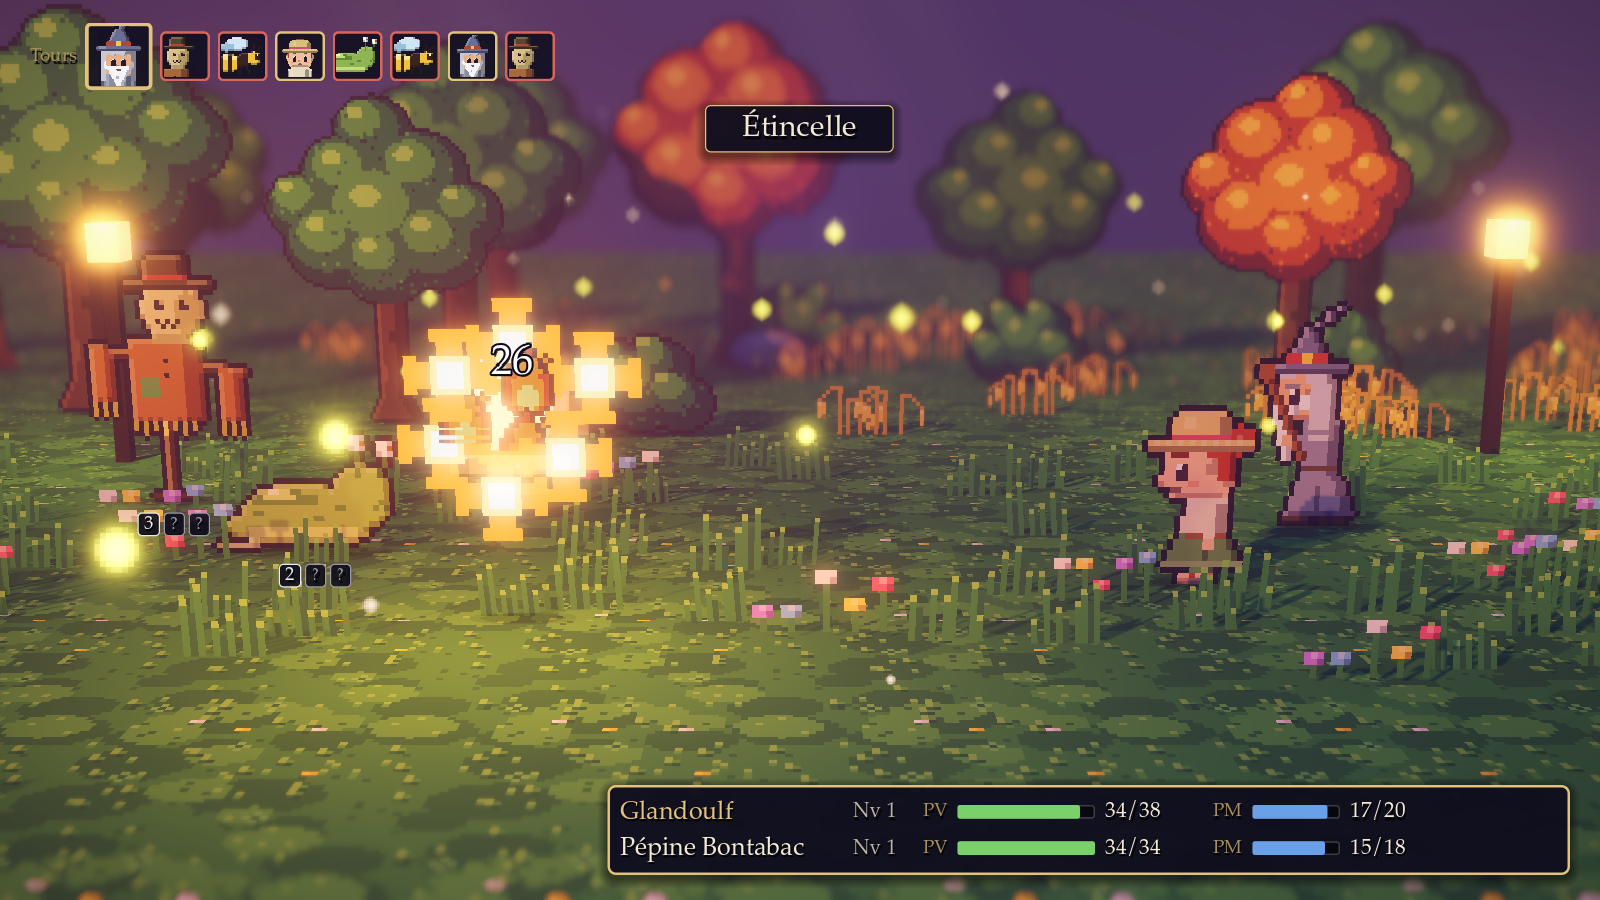 Tours
Étincelle
26
3 ? ?
2 ? ?
Glandoulf Nv 1 PV 34/38 PM 17/20
Pépine Bontabac Nv 1 PV 34/34 PM 15/18